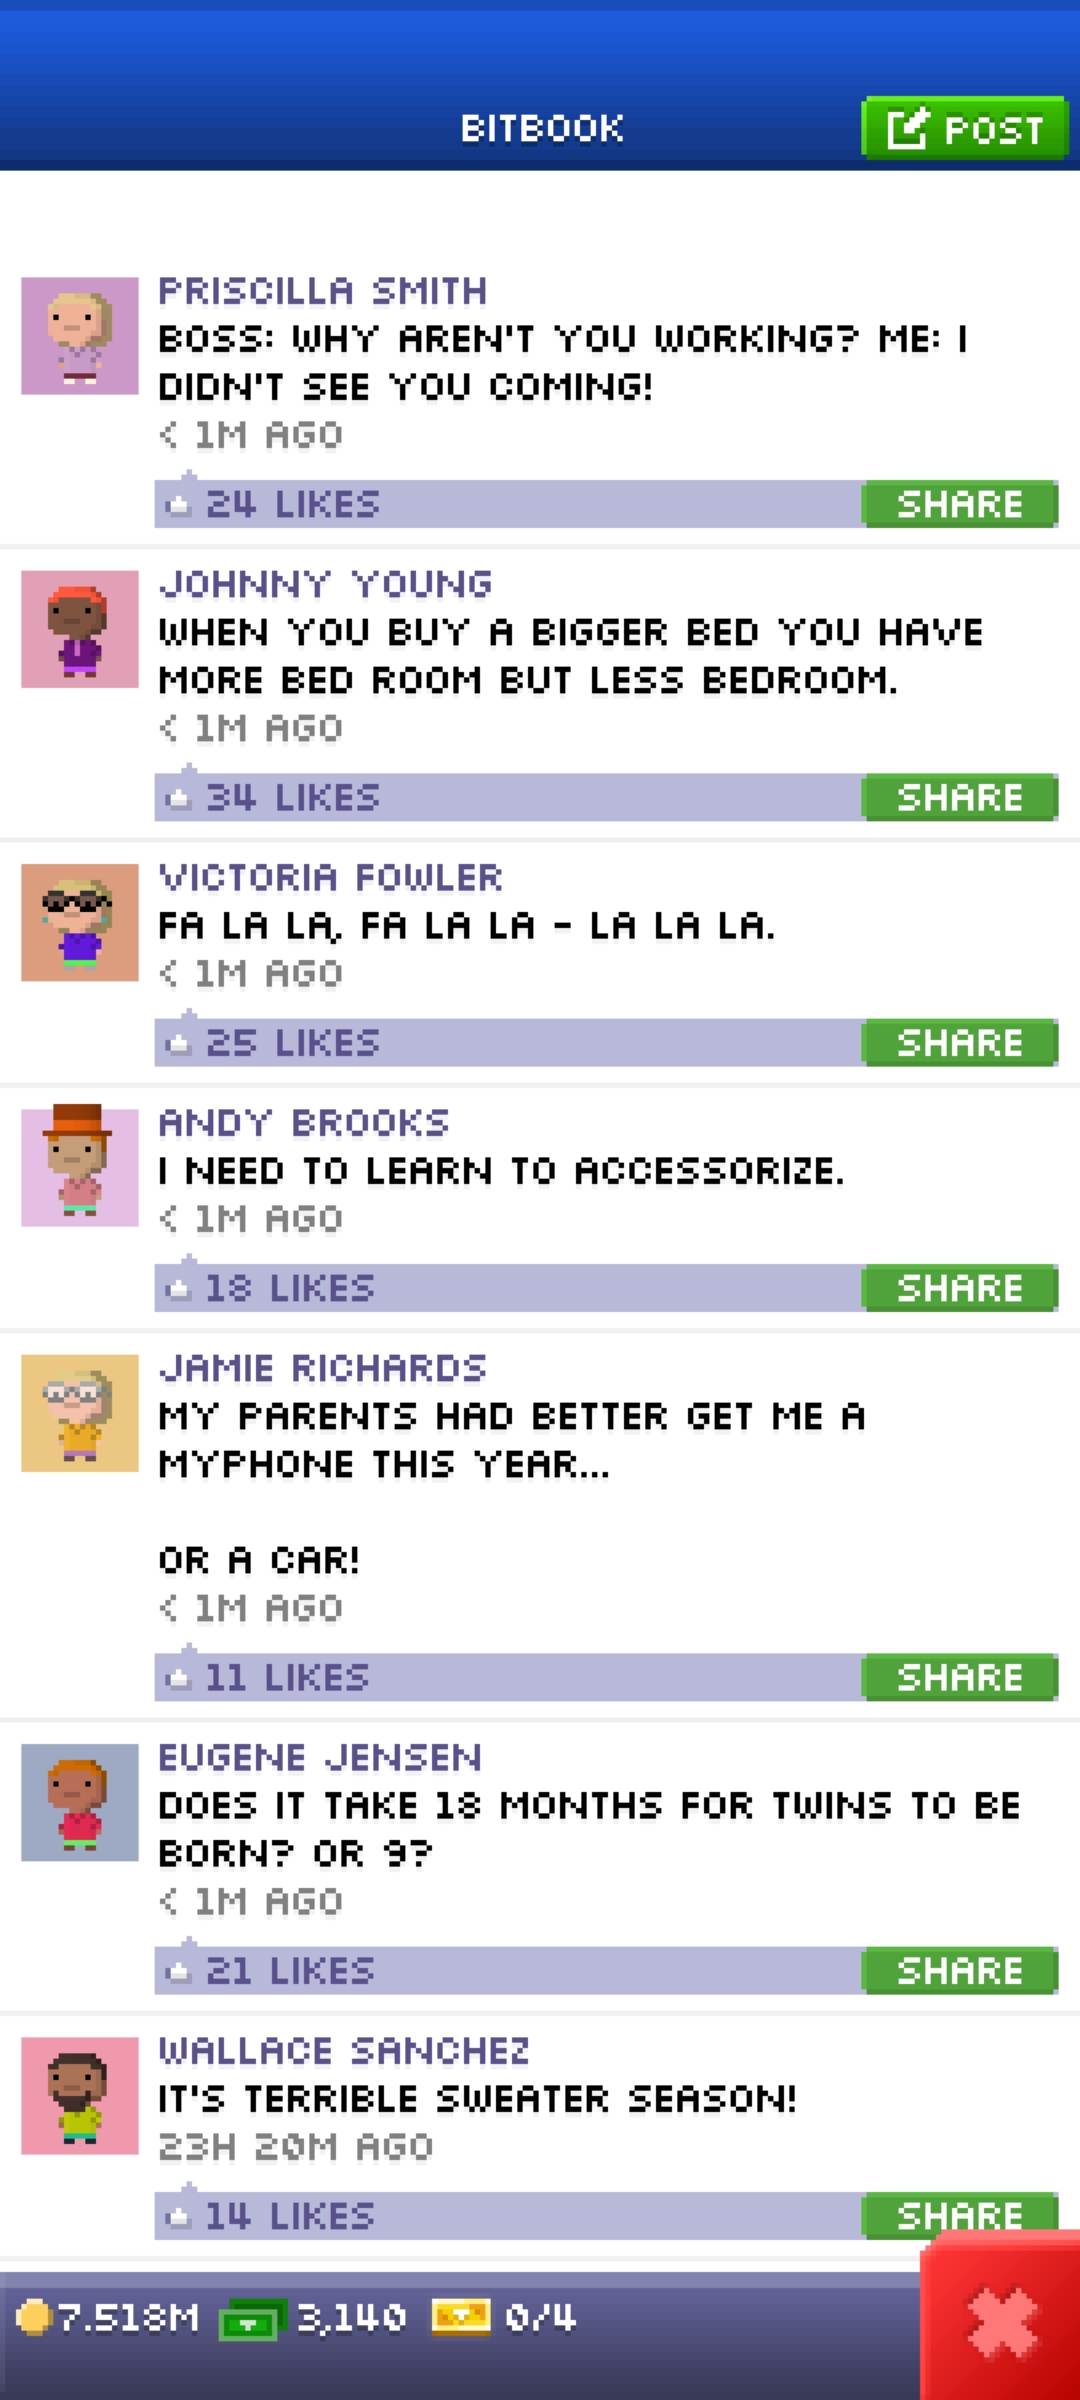 BITBOOK
POST
PRISCILLA SMITH
BOSS: WHY AREN'T YOU WORKING? ME: I
DIDN'T SEE YOU COMING!
< 1M AGO
24 LIKES
SHARE
JOHNNY YOUNG
WHEN YOU BUY A BIGGER BED YOU HAVE
MORE BED ROOM BUT LESS BEDROOM.
< 1M AGO
34 LIKES
SHARE
VICTORIA FOWLER
FA LA LA, FA LA LA - LA LA LA.
< 1M AGO
25 LIKES
SHARE
ANDY BROOKS
I NEED TO LEARN TO ACCESSORIZE.
< 1M AGO
18 LIKES
SHARE
JAMIE RICHARDS
MY PARENTS HAD BETTER GET ME A
MYPHONE THIS YEAR...
OR A CAR!
< 1M AGO
11 LIKES
SHARE
EUGENE JENSEN
DOES IT TAKE 18 MONTHS FOR TWINS TO BE
BORN? OR 9?
< 1M AGO
21 LIKES
SHARE
WALLACE SANCHEZ
IT'S TERRIBLE SWEATER SEASON!
23H 20M AGO
14 LIKES
SHARE
7.518M 3,140 0/4